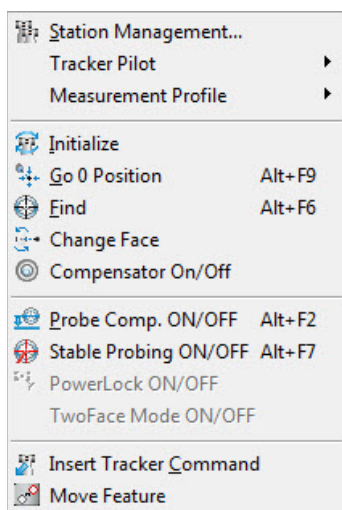 Station Management...
Tracker Pilot
Measurement Profile
Initialize
Go 0 Position Alt+F9
Find Alt+F6
Change Face
Compensator On/Off
Probe Comp. ON/OFF Alt+F2
Stable Probing ON/OFF Alt+F7
PowerLock ON/OFF
TwoFace Mode ON/OFF
Insert Tracker Command
Move Feature